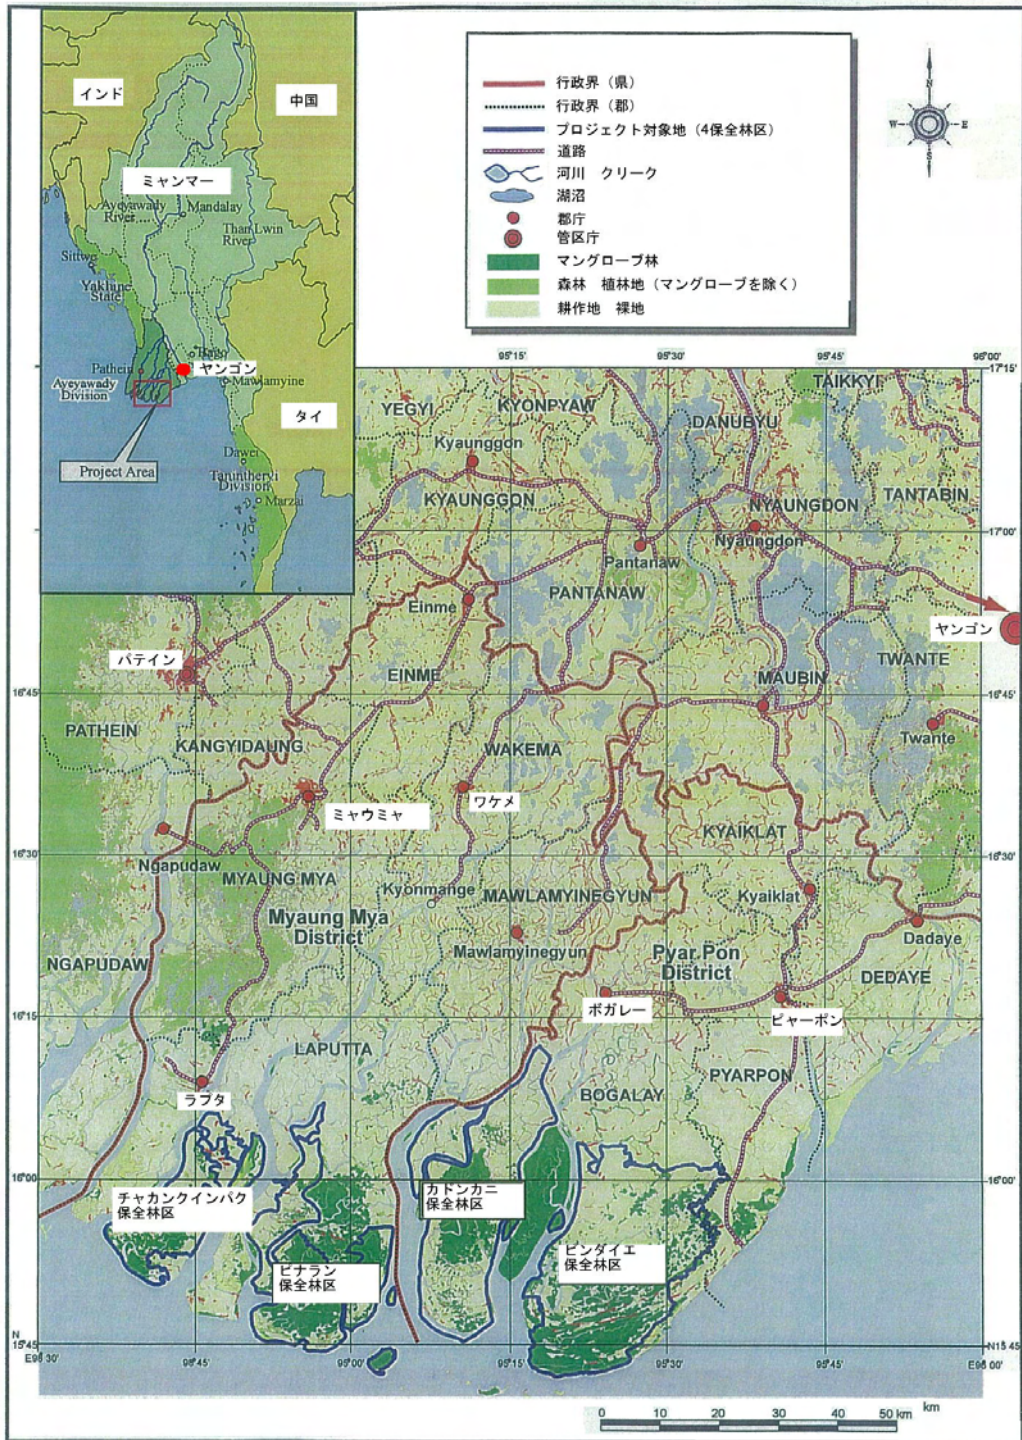 インド
中国
ミャンマー
Ayeyawady
River
Mandalay
Than Lwin
River
Sittwe
Yakhine
State
Bago
Pathein
ヤンゴン
Ayeyawady
Division
Mawlamyine
タイ
Project Area
Dawei
Tanintheryi
Division
Marzai
行政界（県）
行政界（郡）
プロジェクト対象地（4保全林区）
道路
河川 クリーク
湖沼
郡庁
管区庁
マングローブ林
森林 植林地（マングローブを除く）
耕作地 裸地
N
W
E
S
95°15'
95°30'
95°45'
96°00'
17°15'
TAIKKYI
YEGYI
KYONPYAW
DANUBYU
Kyaunggon
KYAUNGGON
NYAUNGDON
TANTABIN
17°00'
Nyaungdon
Pantanaw
Einme
PANTANAW
ヤンゴン
パテイン
TWANTE
EINME
MAUBIN
16°45'
16°45'
PATHEIN
KANGYIDAUNG
WAKEMA
Twante
ワケメ
ミャウミャ
KYAIKLAT
16°30'
16°30'
Ngapudaw
MYAUNG MYA
Kyonmange
MAWLAMYINEGYUN
Kyaiklat
Myaung Mya
District
Mawlamyinegyun
Pyar Pon
District
Dadaye
NGAPUDAW
DEDAYE
ボガレー
ピャーポン
16°15'
16°15'
LAPUTTA
PYARPON
BOGALAY
ラプタ
16°00'
16°00'
チャカンクインパク
保全林区
カドンカニ
保全林区
ピンダイエ
保全林区
ピナラン
保全林区
N
15°45'
N15 45'
95°00'
95°15'
95°30'
95°45'
km
0 10 20 30 40 50 km